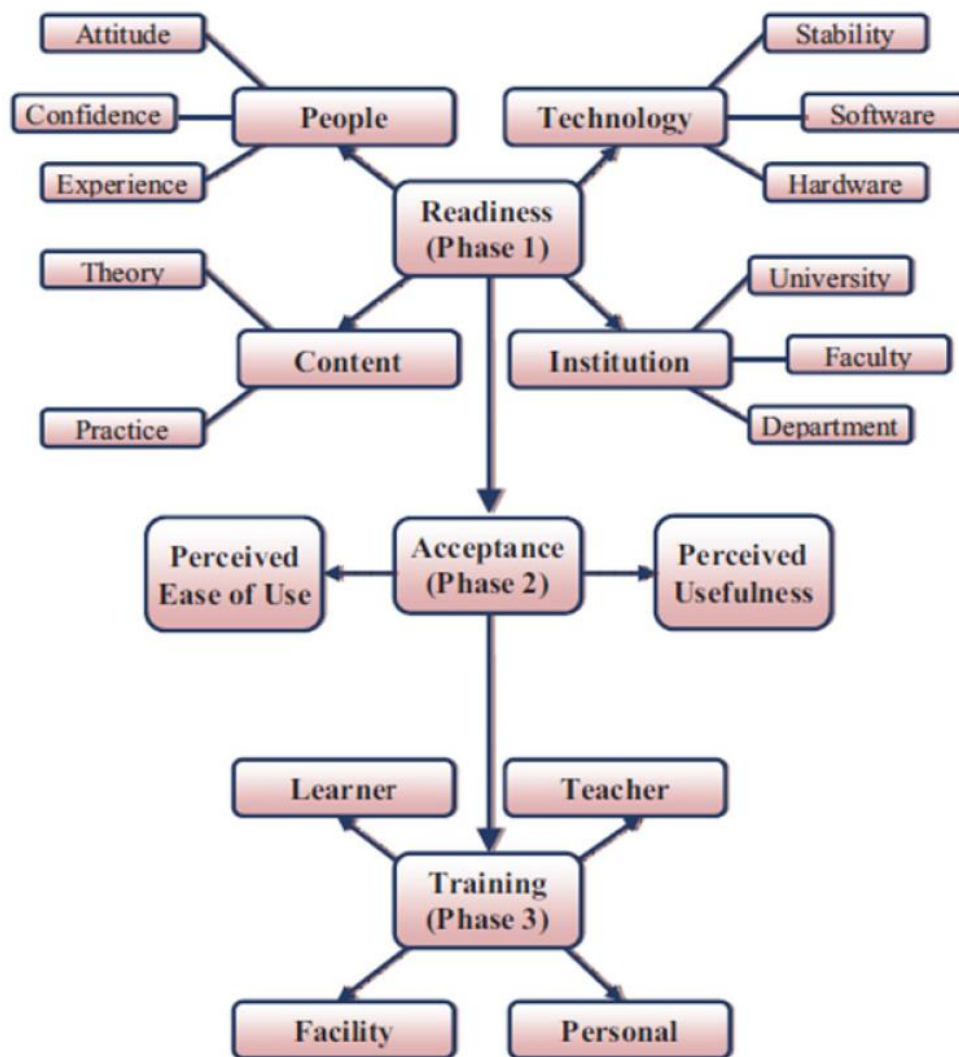 Attitude
Stability
Confidence
People
Technology
Software
Experience
Hardware
Readiness
(Phase 1)
Theory
University
Content
Institution
Faculty
Practice
Department
Perceived
Ease of Use
Acceptance
(Phase 2)
Perceived
Usefulness
Learner
Teacher
Training
(Phase 3)
Facility
Personal